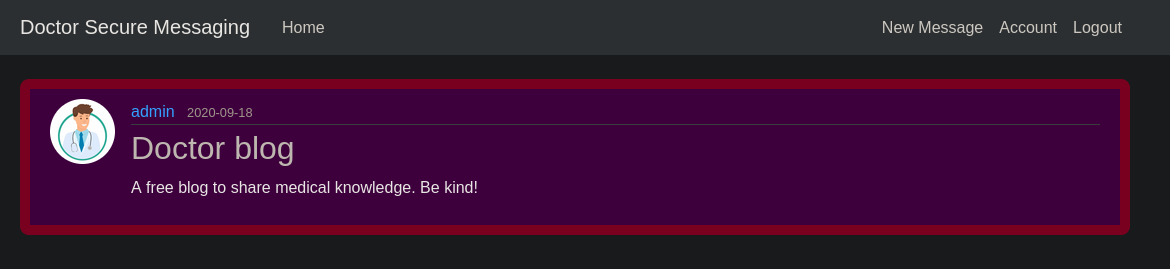 Doctor Secure Messaging Home New Message Account Logout
admin 2020-09-18
Doctor blog
A free blog to share medical knowledge. Be kind!